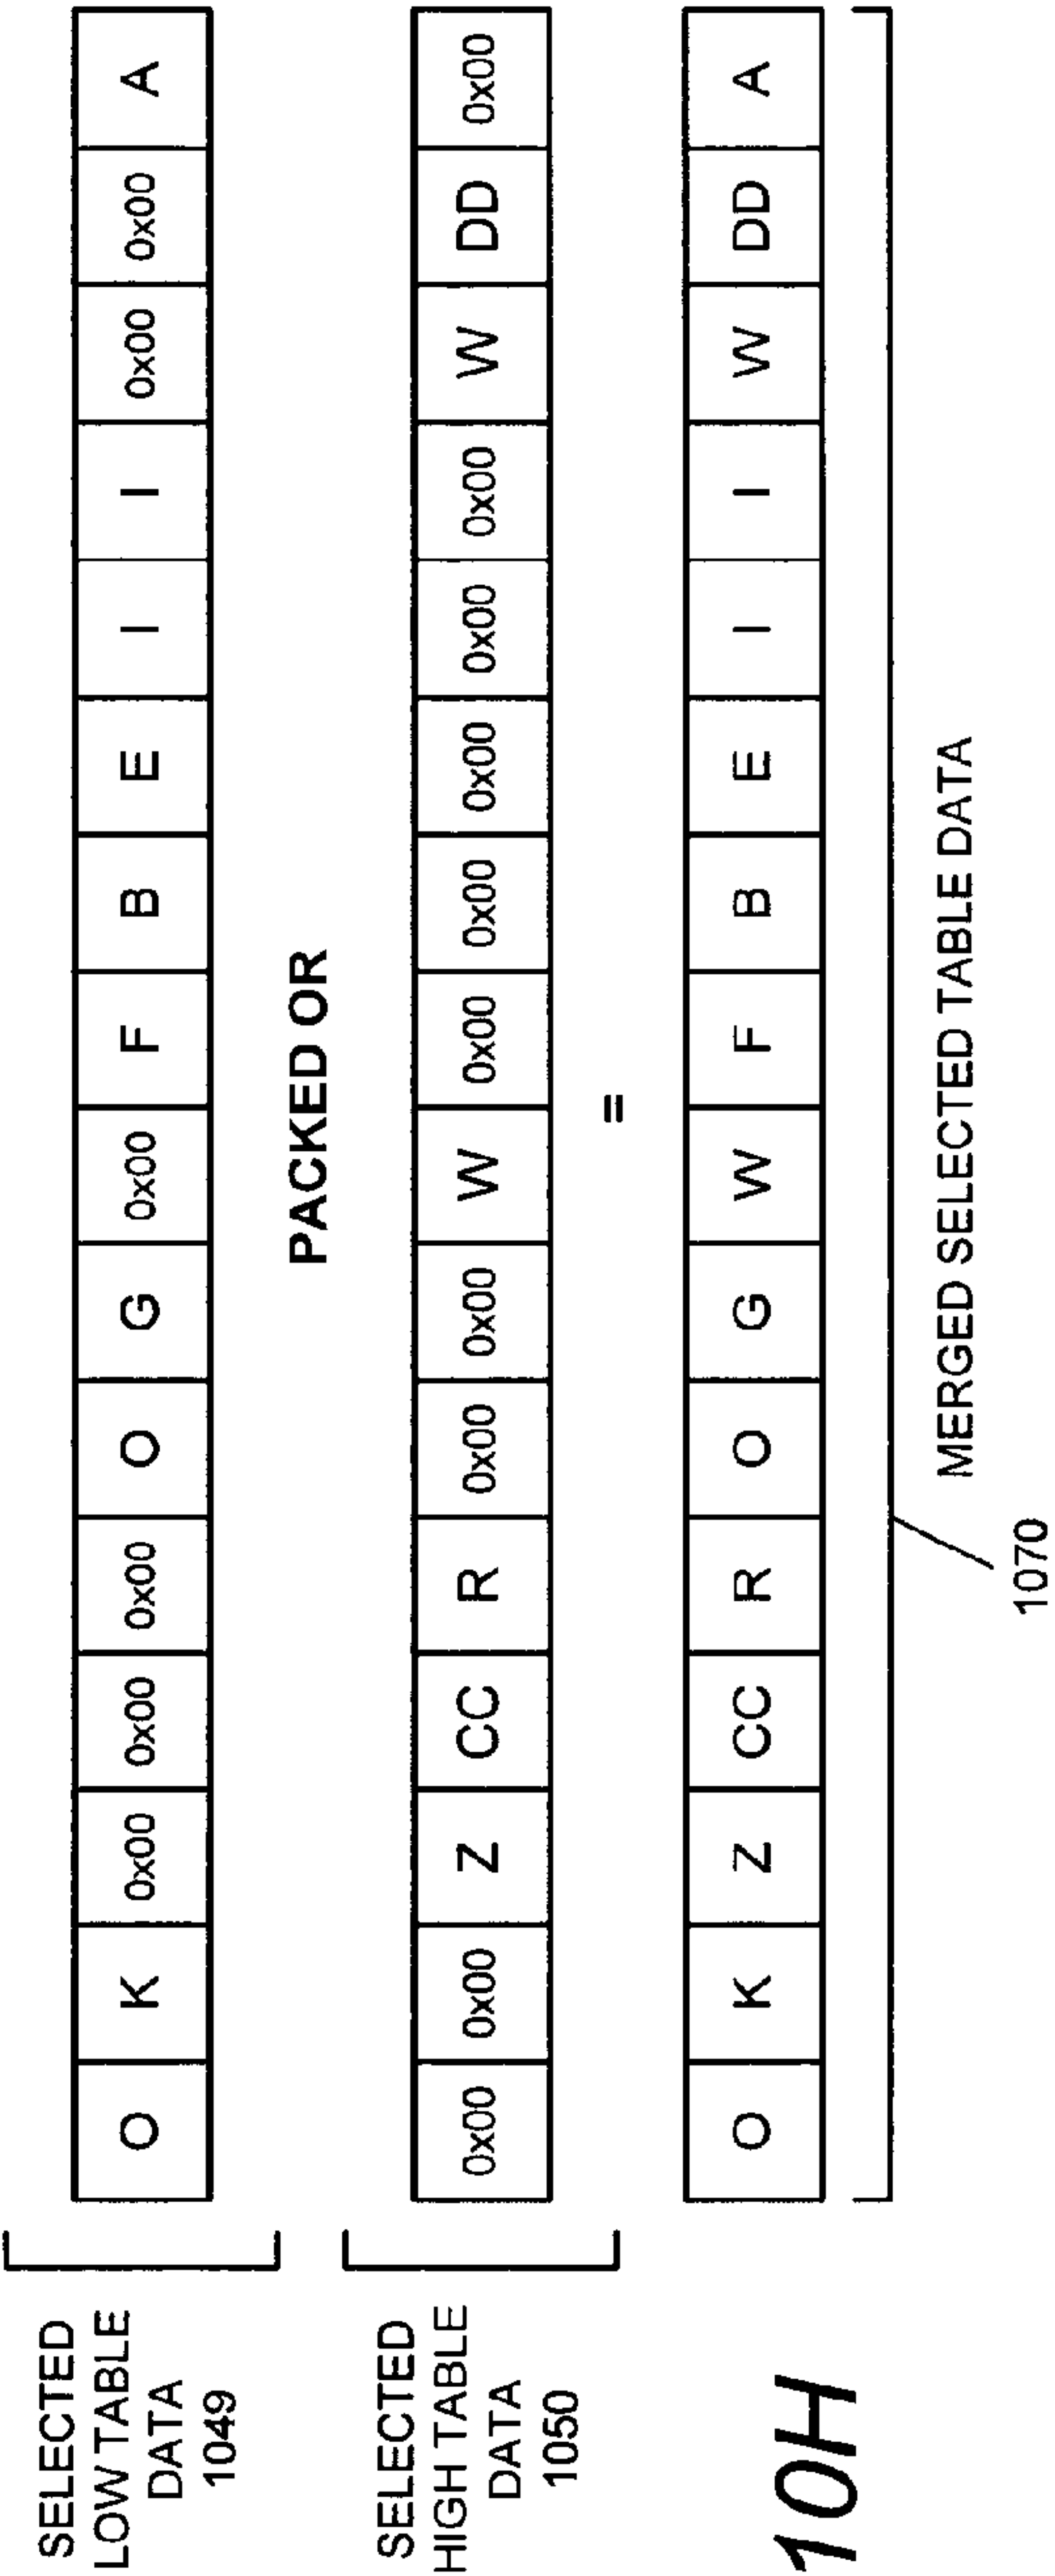 SELECTED
LOW TABLE
DATA
1049
O K 0x00 0x00 0x00 O G 0x00 F B E I I 0x00 0x00 A
PACKED OR
SELECTED
HIGH TABLE
DATA
1050
0x00 0x00 Z CC R 0x00 0x00 W 0x00 0x00 0x00 0x00 0x00 W DD 0x00
=
O K Z CC R O G W F B E I I W DD A
10H
MERGED SELECTED TABLE DATA
1070